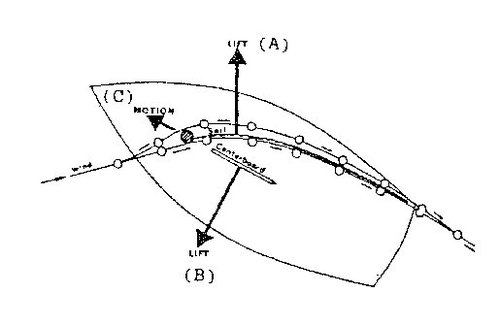 LIFT (A)
(C)
MOTION
Sail
wind
Centerboard
LIFT
(B)